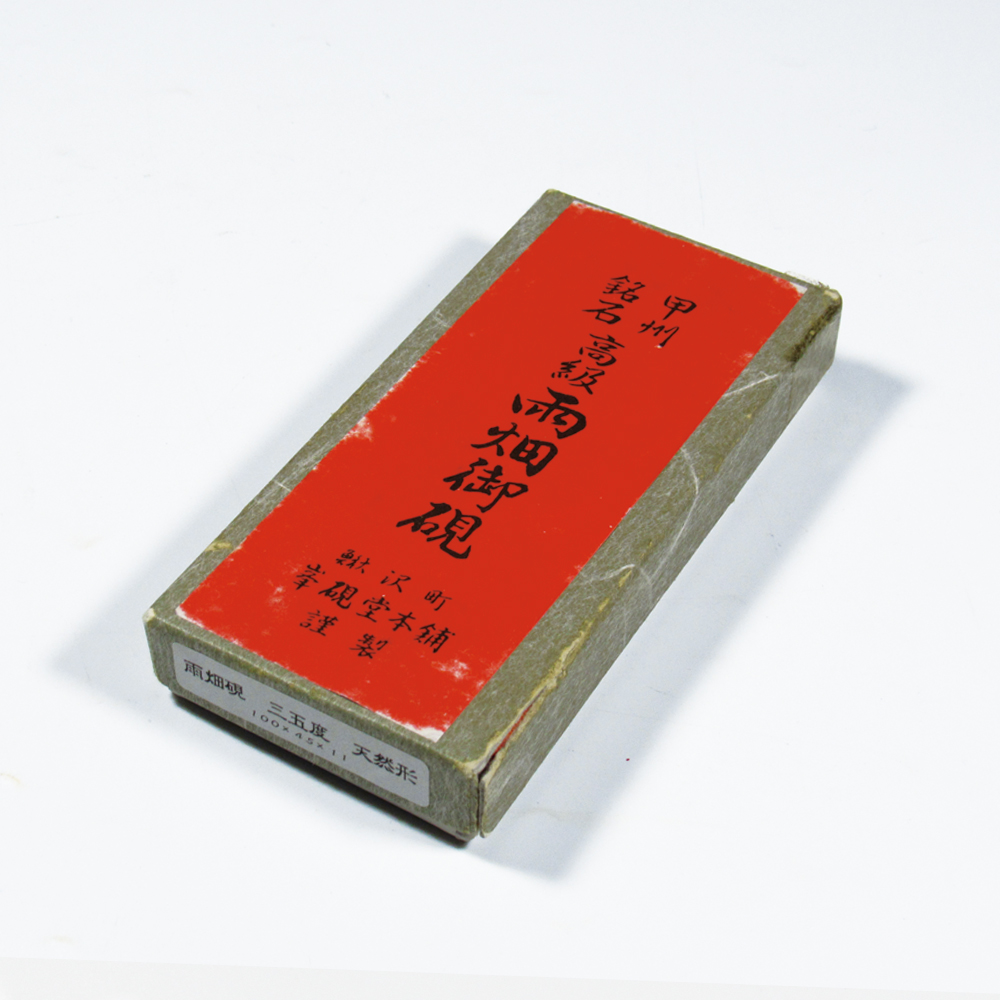 甲州
銘石 高級 雨畑御硯
鰍沢町
峯硯堂本舗
謹製
雨畑硯 三五度 天然形
100×45×11